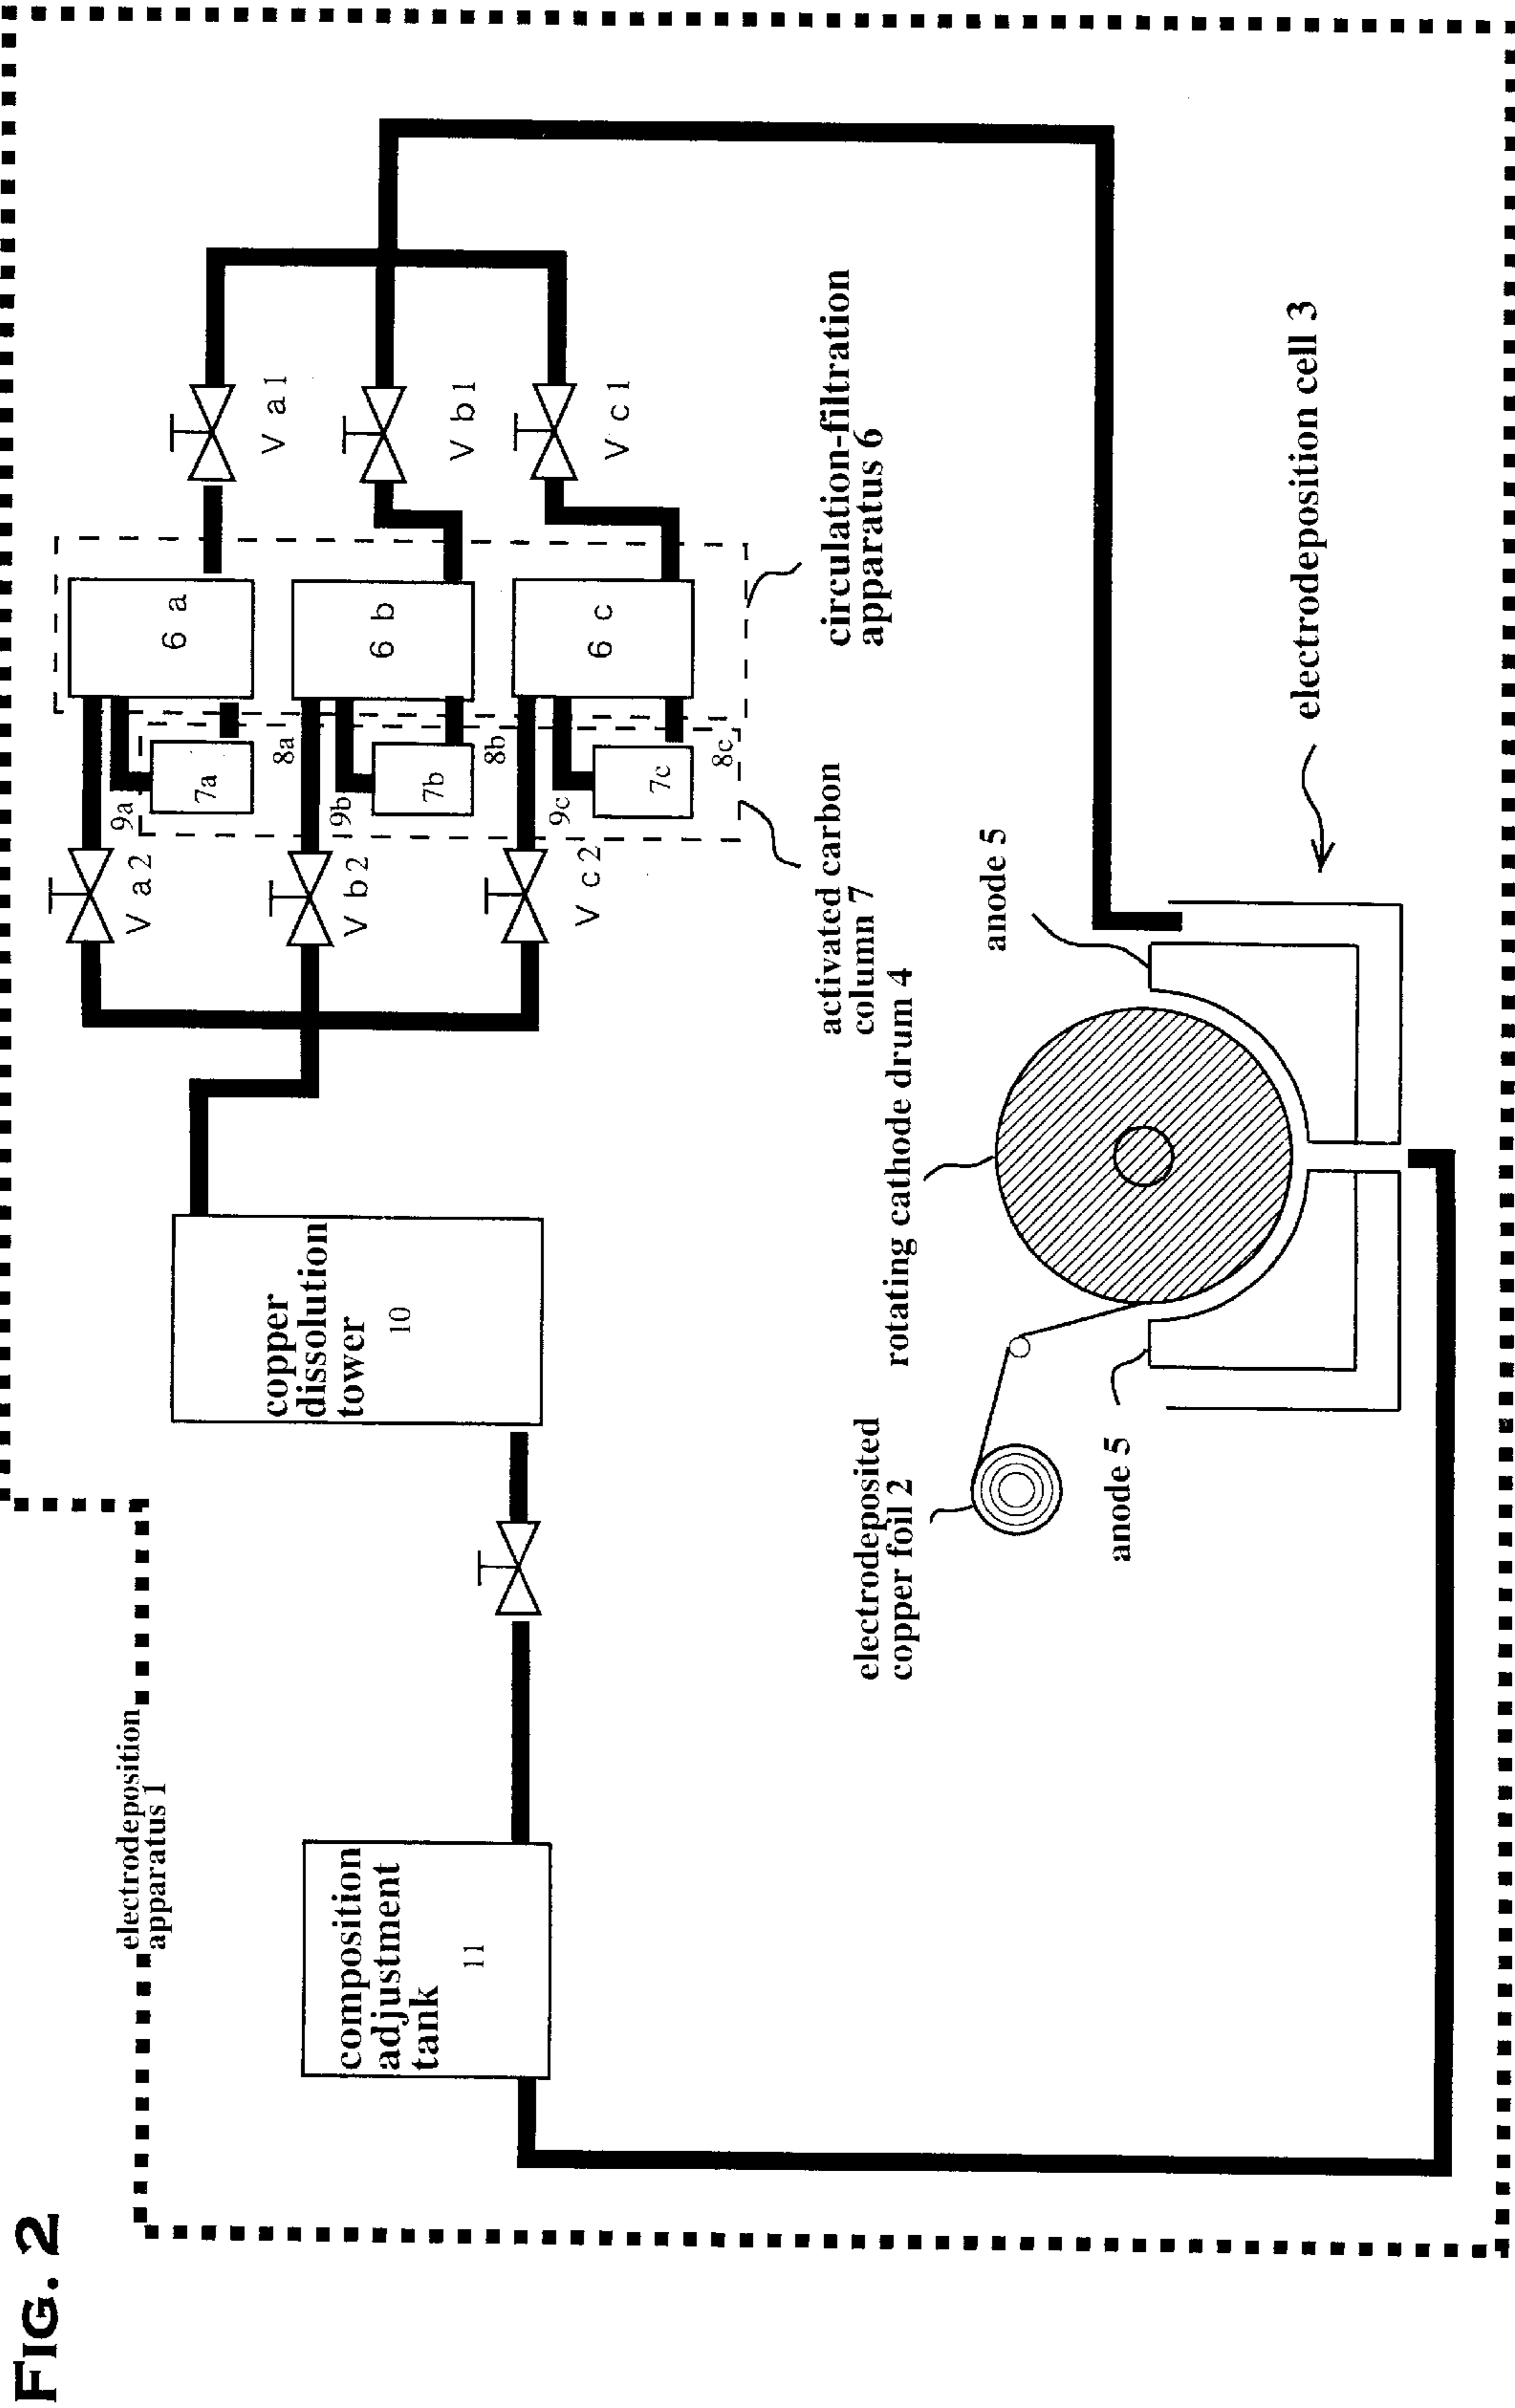 FIG. 2
electrodeposition
apparatus 1
composition
adjustment
tank
11
copper
dissolution
tower
10
V a 2
V b 2
V c 2
9a
9b
9c
7a
7b
7c
8a
8b
8c
6 a
6 b
6 c
V a 1
V b 1
V c 1
activated carbon
column 7
circulation-filtration
apparatus 6
electrodeposited
copper foil 2
rotating cathode drum 4
anode 5
anode 5
electrodeposition cell 3